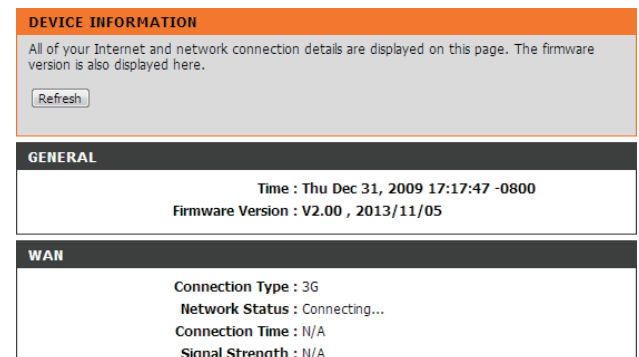 DEVICE INFORMATION
All of your Internet and network connection details are displayed on this page. The firmware
version is also displayed here.
Refresh
GENERAL
Time : Thu Dec 31, 2009 17:17:47 -0800
Firmware Version : V2.00 , 2013/11/05
WAN
Connection Type : 3G
Network Status : Connecting...
Connection Time : N/A
Signal Strength : N/A